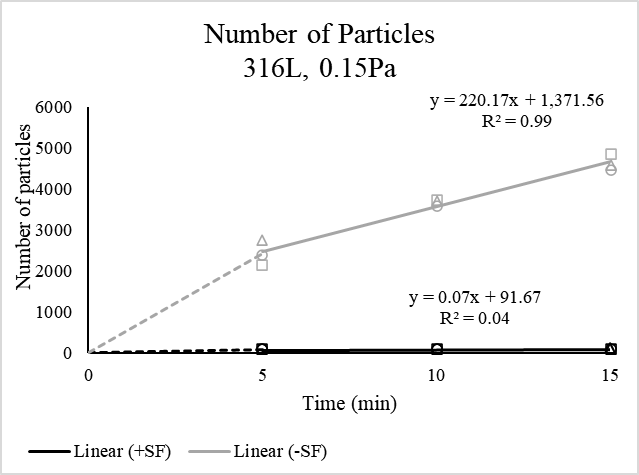 Number of Particles
316L, 0.15Pa
y = 220.17x + 1,371.56
R² = 0.99
Number of particles
6000
5000
4000
3000
2000
1000
0
y = 0.07x + 91.67
R² = 0.04
0 5 10 15
Time (min)
Linear (+SF) Linear (-SF)